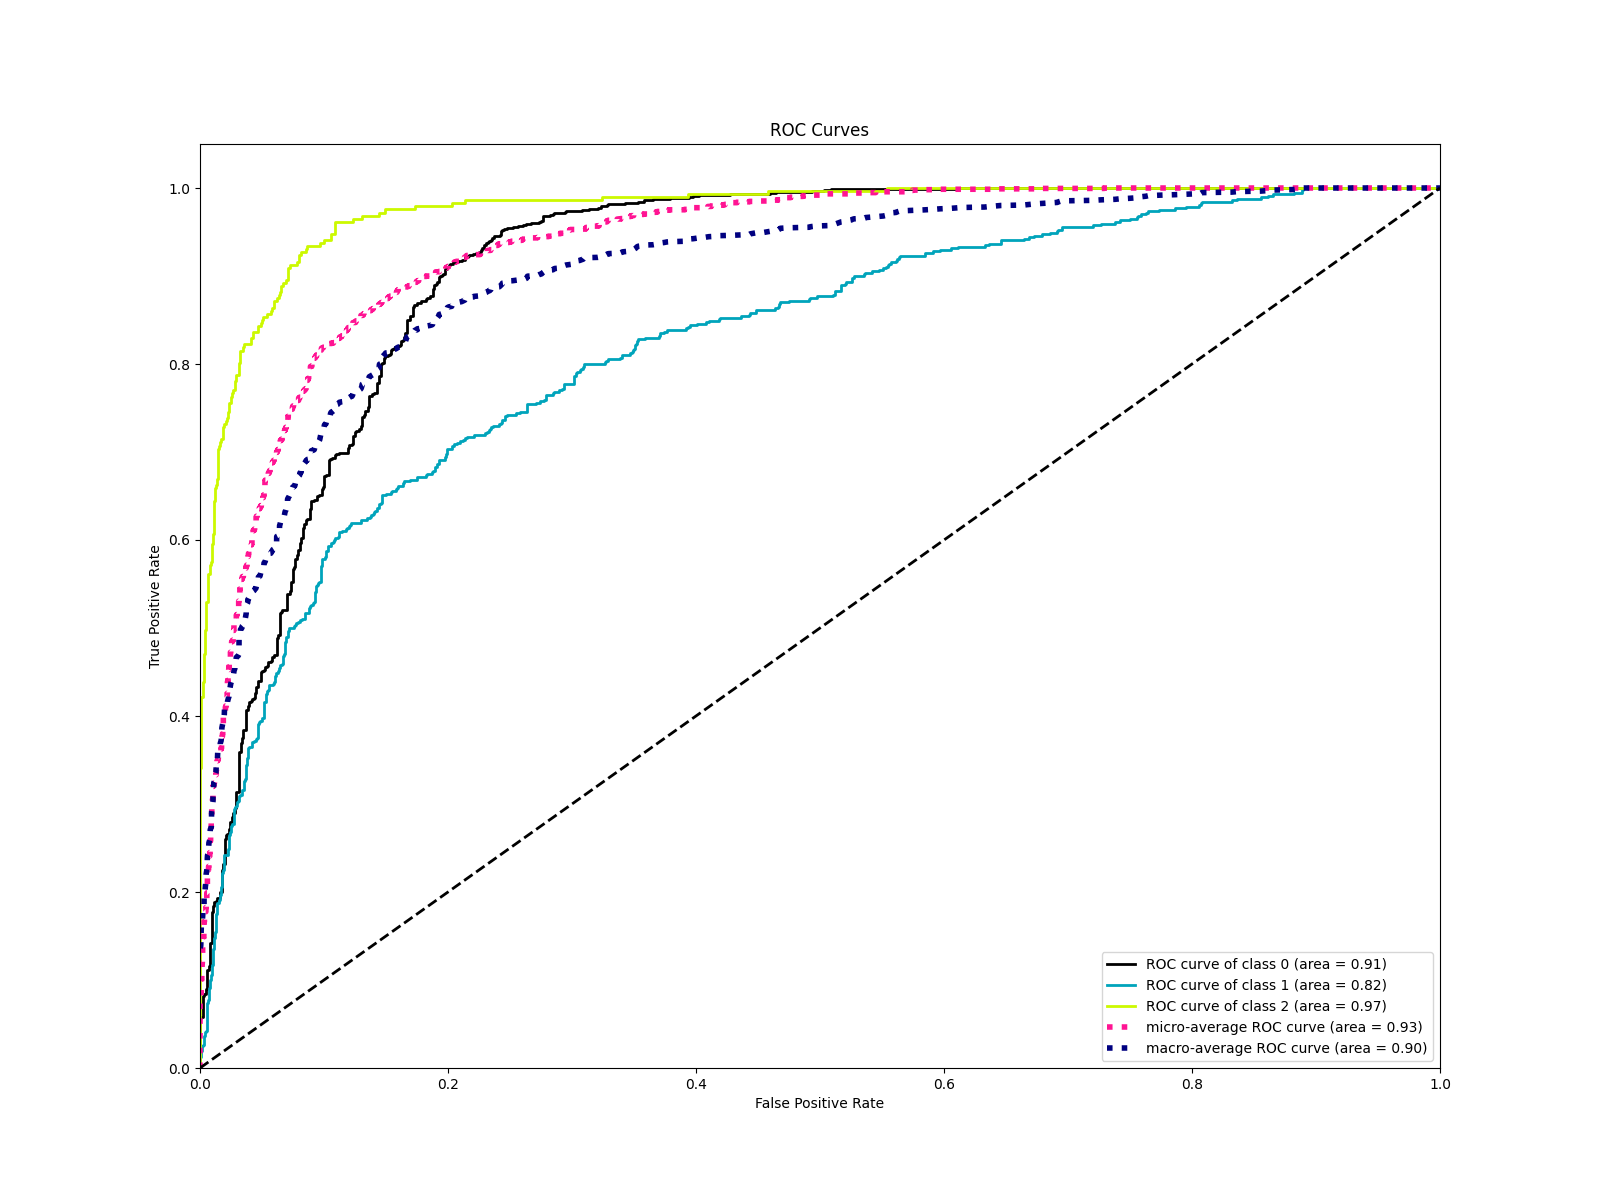 ROC Curves
1.0
0.8
0.6
0.4
0.2
0.0
True Positive Rate
0.0 0.2 0.4 0.6 0.8 1.0
False Positive Rate
ROC curve of class 0 (area = 0.91)
ROC curve of class 1 (area = 0.82)
ROC curve of class 2 (area = 0.97)
micro-average ROC curve (area = 0.93)
macro-average ROC curve (area = 0.90)